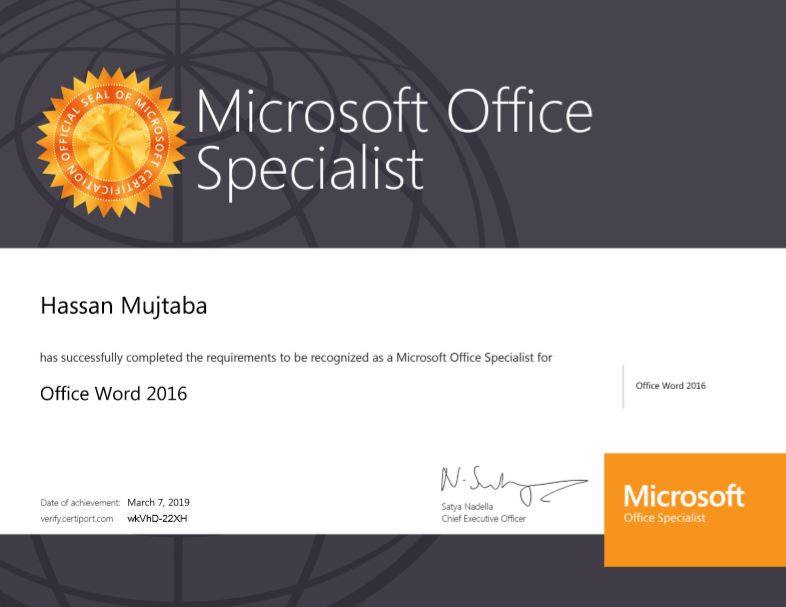 OFFICIAL SEAL OF MICROSOFT CERTIFICATION
Microsoft Office
Specialist
Hassan Mujtaba
has successfully completed the requirements to be recognized as a Microsoft Office Specialist for
Office Word 2016
Office Word 2016
Date of achievement: March 7, 2019
verify.certiport.com wkVhD-22XH
Satya Nadella
Chief Executive Officer
Microsoft
Office Specialist